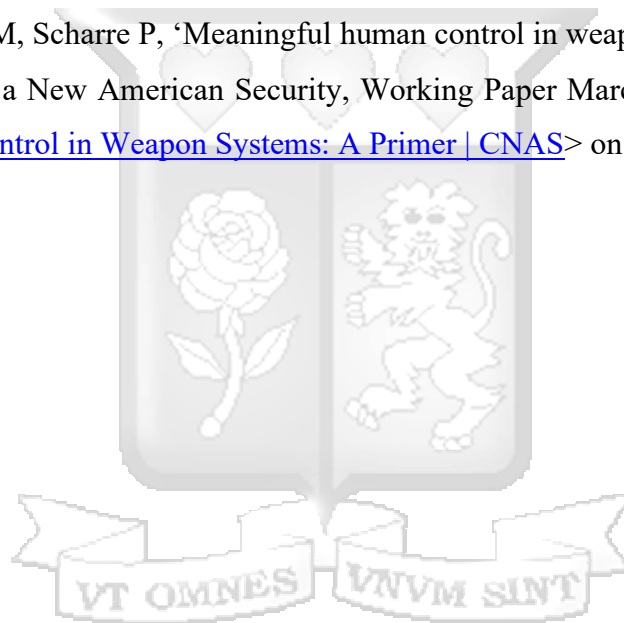 M, Scharre P, ‘Meaningful human control in weap
a New American Security, Working Paper Marc
ntrol in Weapon Systems: A Primer | CNAS> on
VT OMNES VNVM SINT